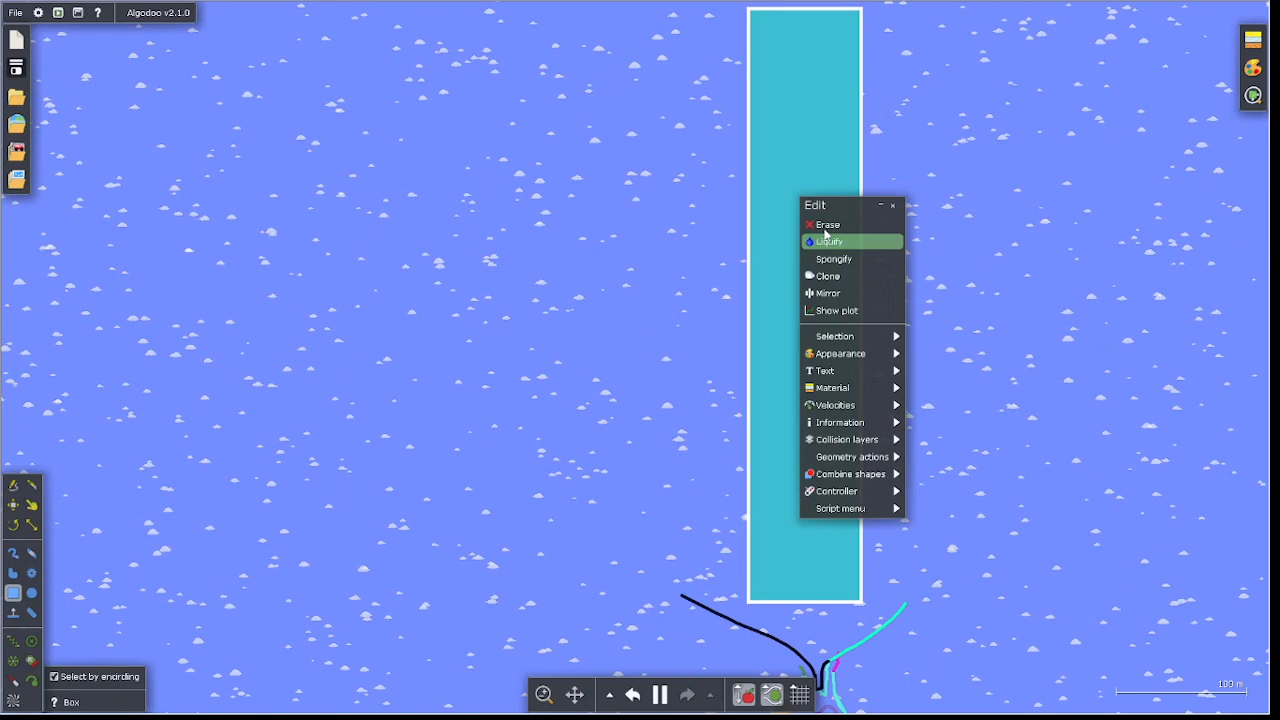 File ? Algodoo v2.1.0
Edit
Erase
Liquify
Spongify
Clone
Mirror
Show plot
Selection
Appearance
Text
Material
Velocities
Information
Collision layers
Geometry actions
Combine shapes
Controller
Script menu
Select by encircling
? Box
100 m